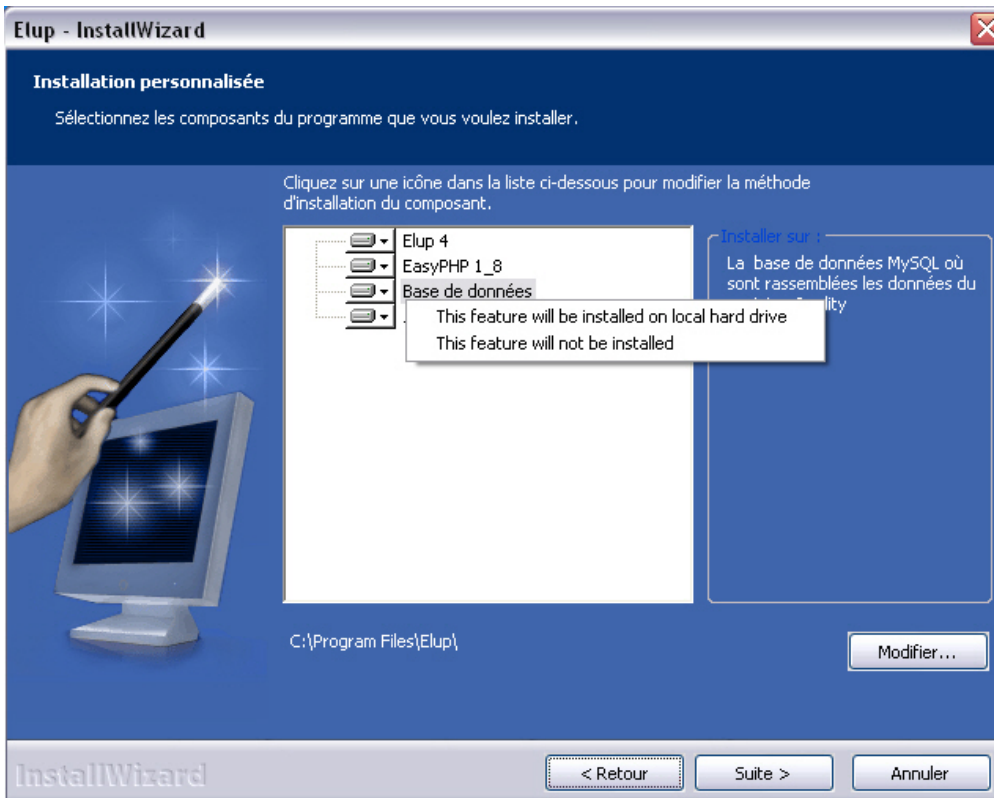 Elup - InstallWizard
Installation personnalisée
Sélectionnez les composants du programme que vous voulez installer.
Cliquez sur une icône dans la liste ci-dessous pour modifier la méthode
d'installation du composant.
Elup 4
EasyPHP 1_8
Base de données
This feature will be installed on local hard drive
This feature will not be installed
Installer sur :
La base de données MySQL où
sont rassemblées les données du
C:\Program Files\Elup\
Modifier...
InstallWizard
< Retour
Suite >
Annuler